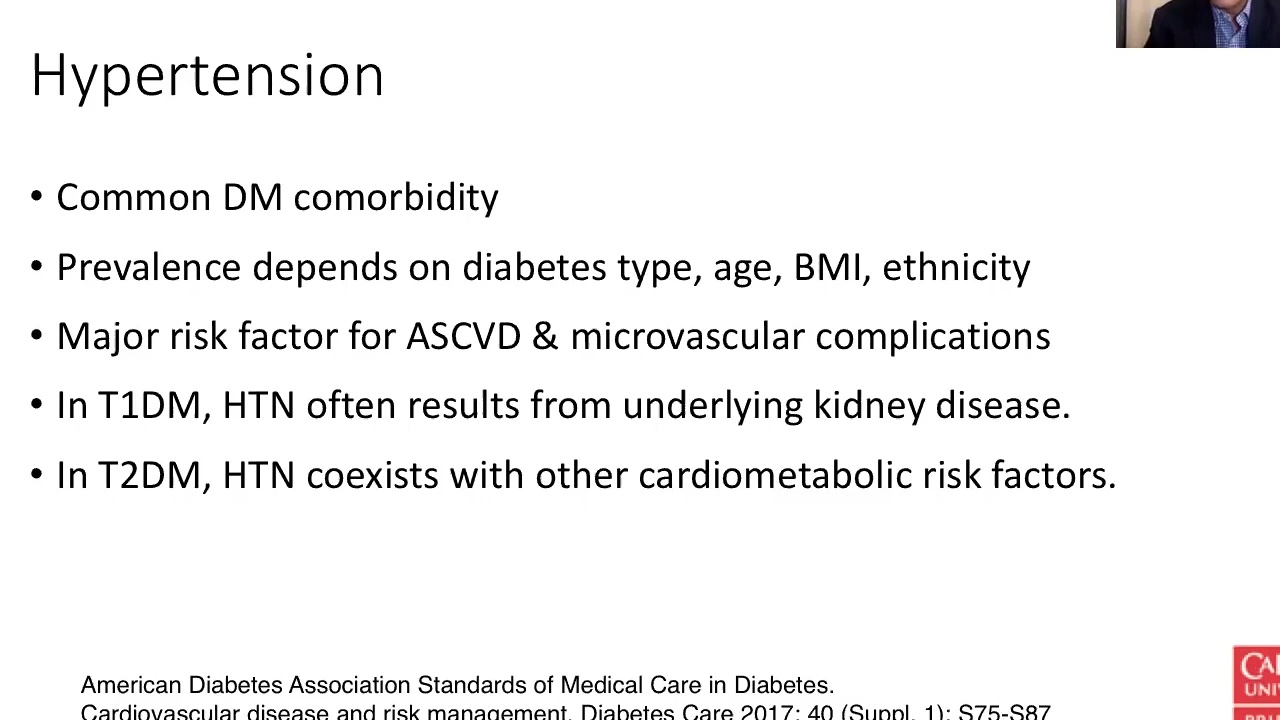 Hypertension
• Common DM comorbidity
• Prevalence depends on diabetes type, age, BMI, ethnicity
• Major risk factor for ASCVD & microvascular complications
• In T1DM, HTN often results from underlying kidney disease.
• In T2DM, HTN coexists with other cardiometabolic risk factors.
American Diabetes Association Standards of Medical Care in Diabetes.
Cardiovascular disease and risk management. Diabetes Care 2017; 40 (Suppl. 1): S75-S87